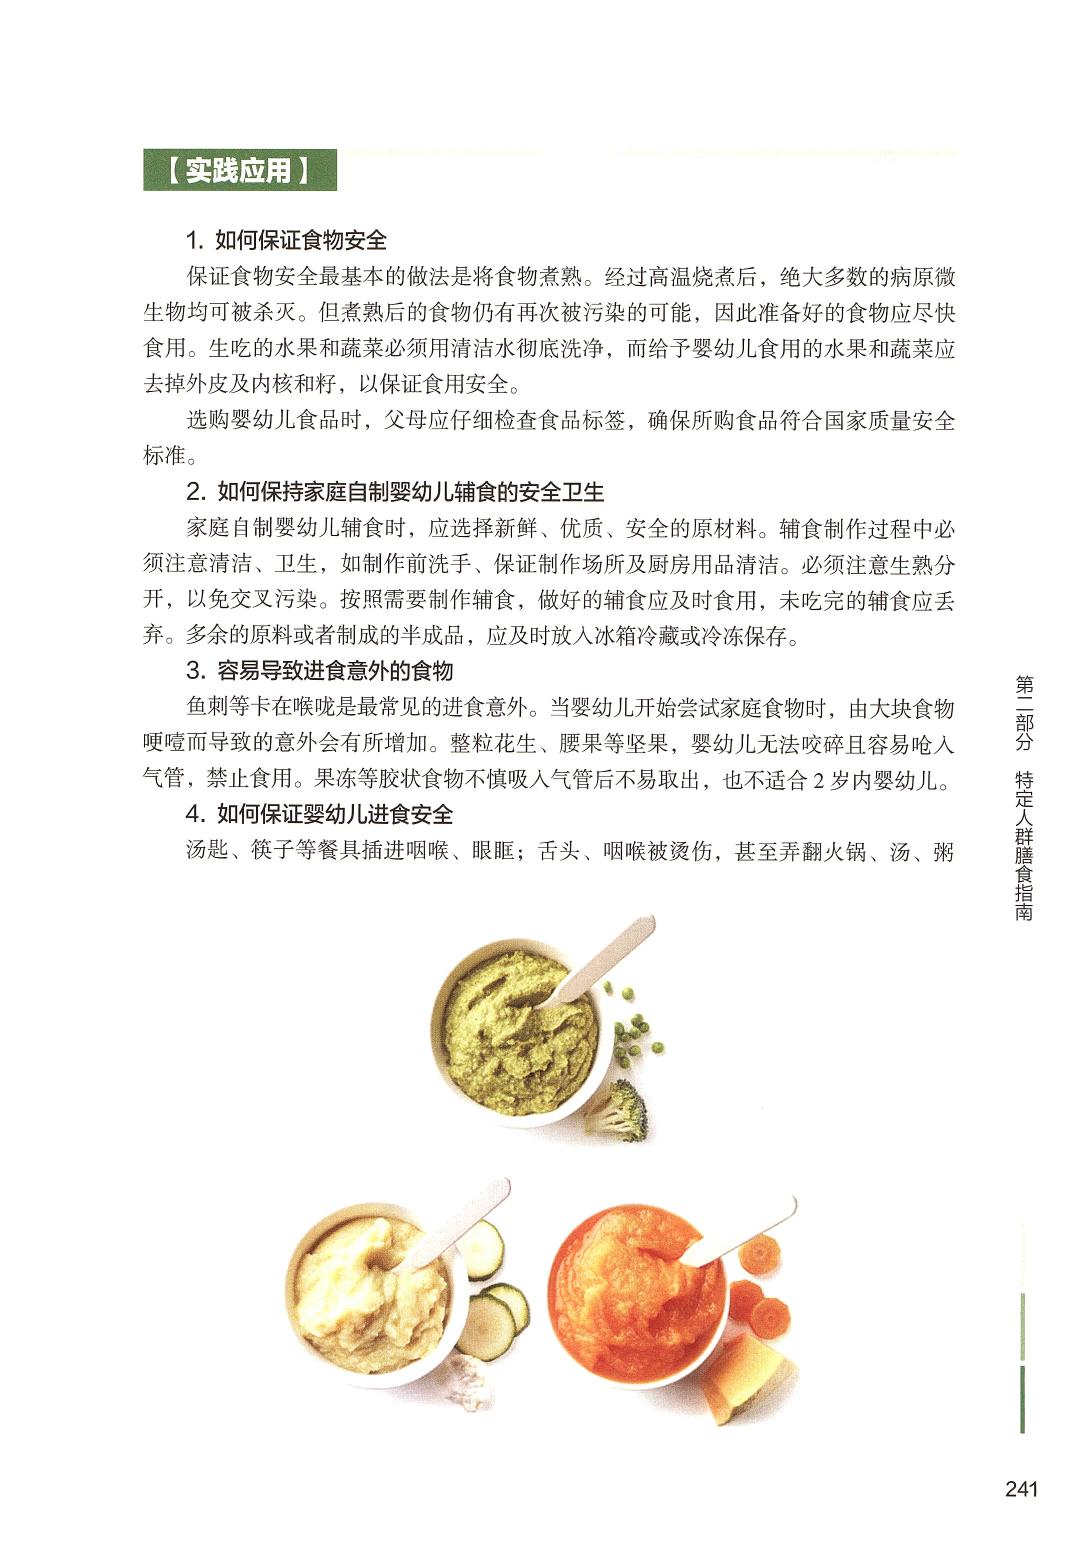 【实践应用】
1. 如何保证食物安全
保证食物安全最基本的做法是将食物煮熟。经过高温烧煮后，绝大多数的病原微
生物均可被杀灭。但煮熟后的食物仍有再次被污染的可能，因此准备好的食物应尽快
食用。生吃的水果和蔬菜必须用清洁水彻底洗净，而给予婴幼儿食用的水果和蔬菜应
去掉外皮及内核和籽，以保证食用安全。
选购婴幼儿食品时，父母应仔细检查食品标签，确保所购食品符合国家质量安全
标准。
2. 如何保持家庭自制婴幼儿辅食的安全卫生
家庭自制婴幼儿辅食时，应选择新鲜、优质、安全的原材料。辅食制作过程中必
须注意清洁、卫生，如制作前洗手、保证制作场所及厨房用品清洁。必须注意生熟分
开，以免交叉污染。按照需要制作辅食，做好的辅食应及时食用，未吃完的辅食应丢
弃。多余的原料或者制成的半成品，应及时放入冰箱冷藏或冷冻保存。
3. 容易导致进食意外的食物
鱼刺等卡在喉咙是最常见的进食意外。当婴幼儿开始尝试家庭食物时，由大块食物
哽噎而导致的意外会有所增加。整粒花生、腰果等坚果，婴幼儿无法咬碎且容易呛入
气管，禁止食用。果冻等胶状食物不慎吸入气管后不易取出，也不适合 2 岁内婴幼儿。
4. 如何保证婴幼儿进食安全
汤匙、筷子等餐具插进咽喉、眼眶；舌头、咽喉被烫伤，甚至弄翻火锅、汤、粥
第二部分 特定人群膳食指南
241